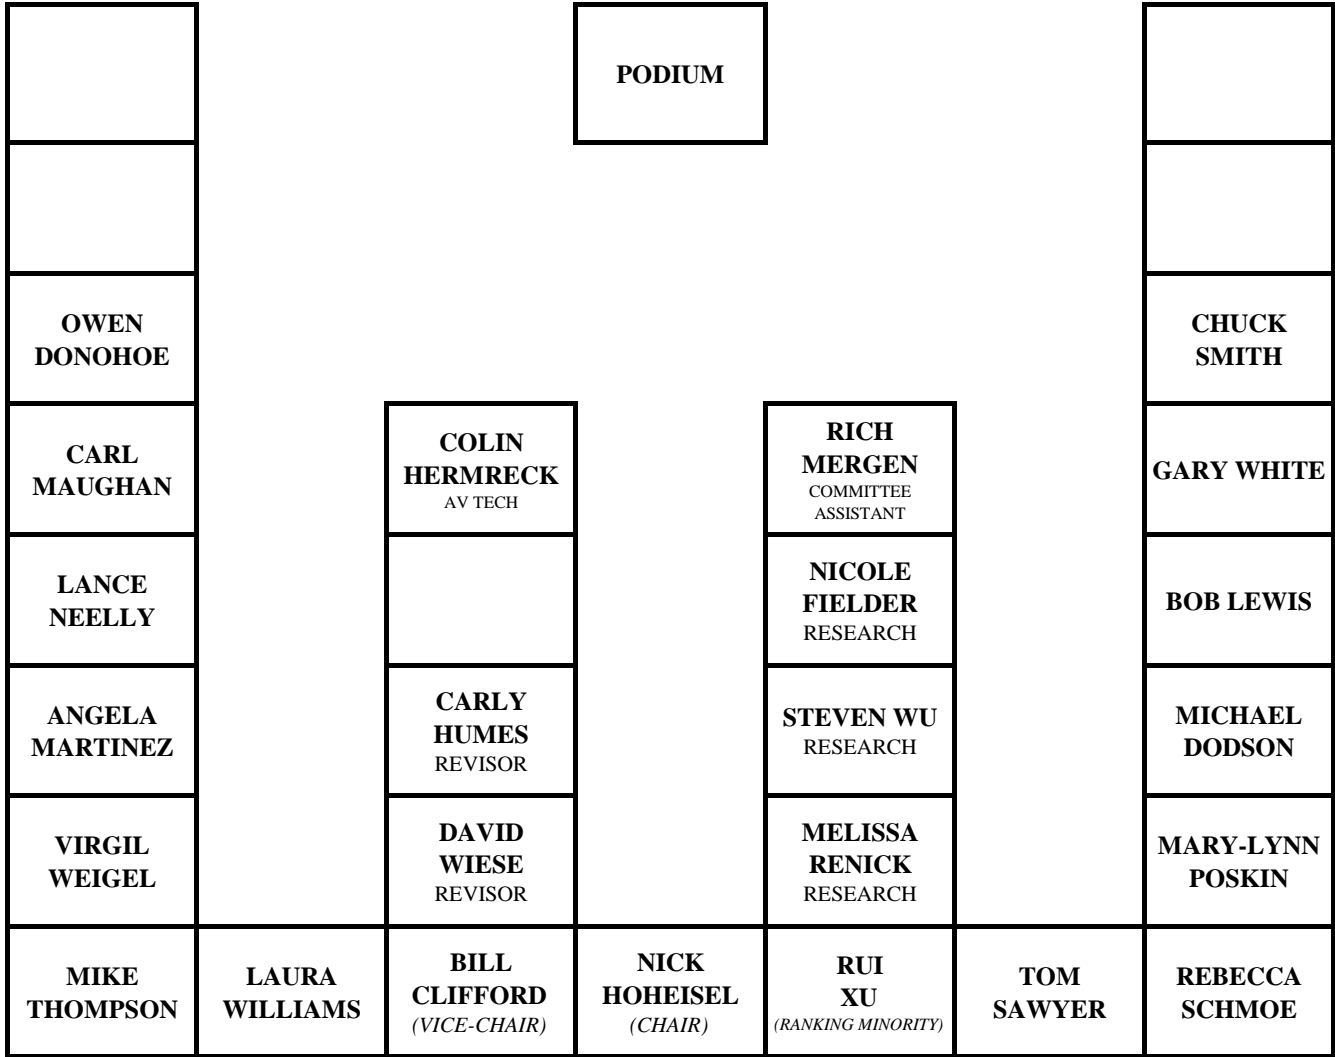 PODIUM
OWEN
DONOHOE
CHUCK
SMITH
CARL
MAUGHAN
COLIN
HERMRECK
AV TECH
RICH
MERGEN
COMMITTEE
ASSISTANT
GARY WHITE
LANCE
NEELLY
NICOLE
FIELDER
RESEARCH
BOB LEWIS
ANGELA
MARTINEZ
CARLY
HUMES
REVISOR
STEVEN WU
RESEARCH
MICHAEL
DODSON
VIRGIL
WEIGEL
DAVID
WIESE
REVISOR
MELISSA
RENICK
RESEARCH
MARY-LYNN
POSKIN
MIKE
THOMPSON
LAURA
WILLIAMS
BILL
CLIFFORD
(VICE-CHAIR)
NICK
HOHEISEL
(CHAIR)
RUI
XU
(RANKING MINORITY)
TOM
SAWYER
REBECCA
SCHMOE